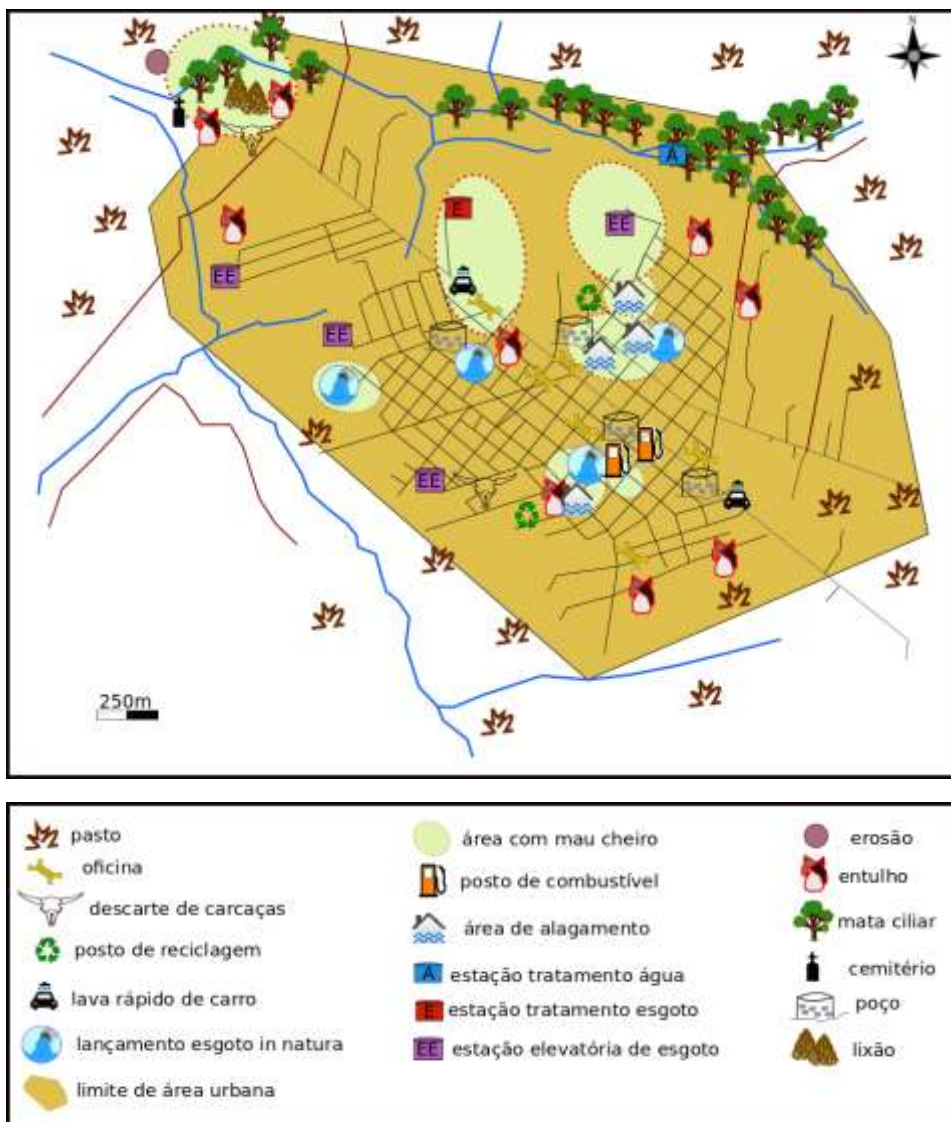 N
A
E
EE
EE
EE
EE
250m
pasto
oficina
descarte de carcaças
posto de reciclagem
lava rápido de carro
lançamento esgoto in natura
limite de área urbana
área com mau cheiro
posto de combustível
área de alagamento
A estação tratamento água
E estação tratamento esgoto
EE estação elevatória de esgoto
erosão
entulho
mata ciliar
cemitério
poço
lixão